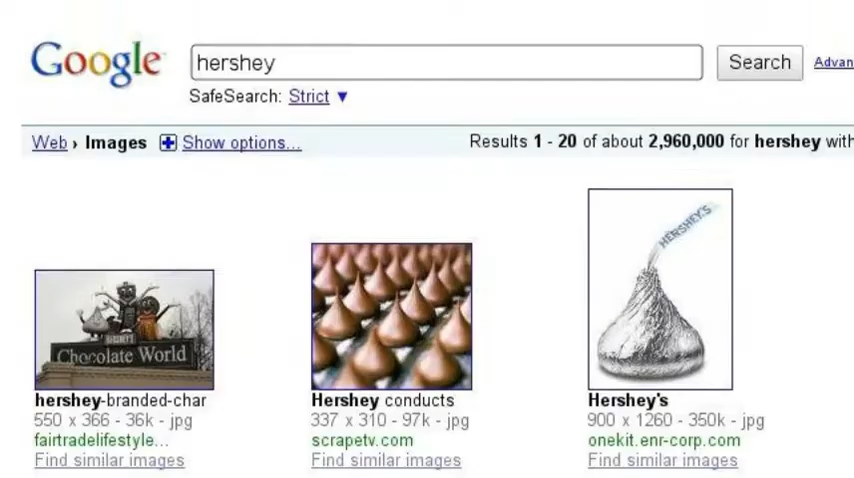 Google hershey Search Advan
SafeSearch: Strict ▼
Web › Images Show options... Results 1 - 20 of about 2,960,000 for hershey with
HERSHEY'S
HERSHEY'S
Chocolate World
hershey-branded-char Hershey conducts Hershey's
550 x 366 - 36k - jpg 337 x 310 - 97k - jpg 900 x 1260 - 350k - jpg
fairtradelifestyle... scrapetv.com onekit.enr-corp.com
Find similar images Find similar images Find similar images